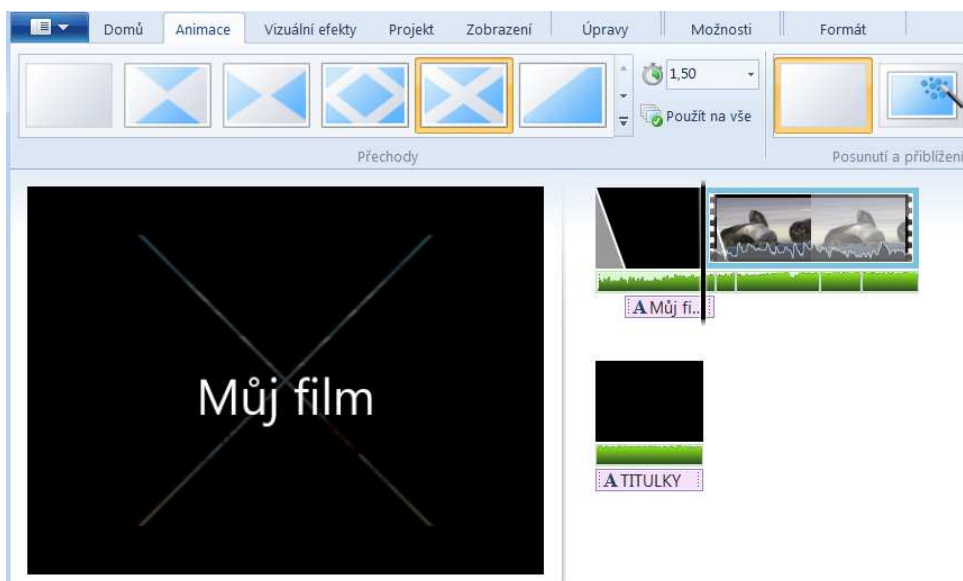 Domů Animace Vizuální efekty Projekt Zobrazení Úpravy Možnosti Formát
1,50
Použít na vše
Přechody Posunutí a přiblížení
Můj film
A Můj fi...
A TITULKY